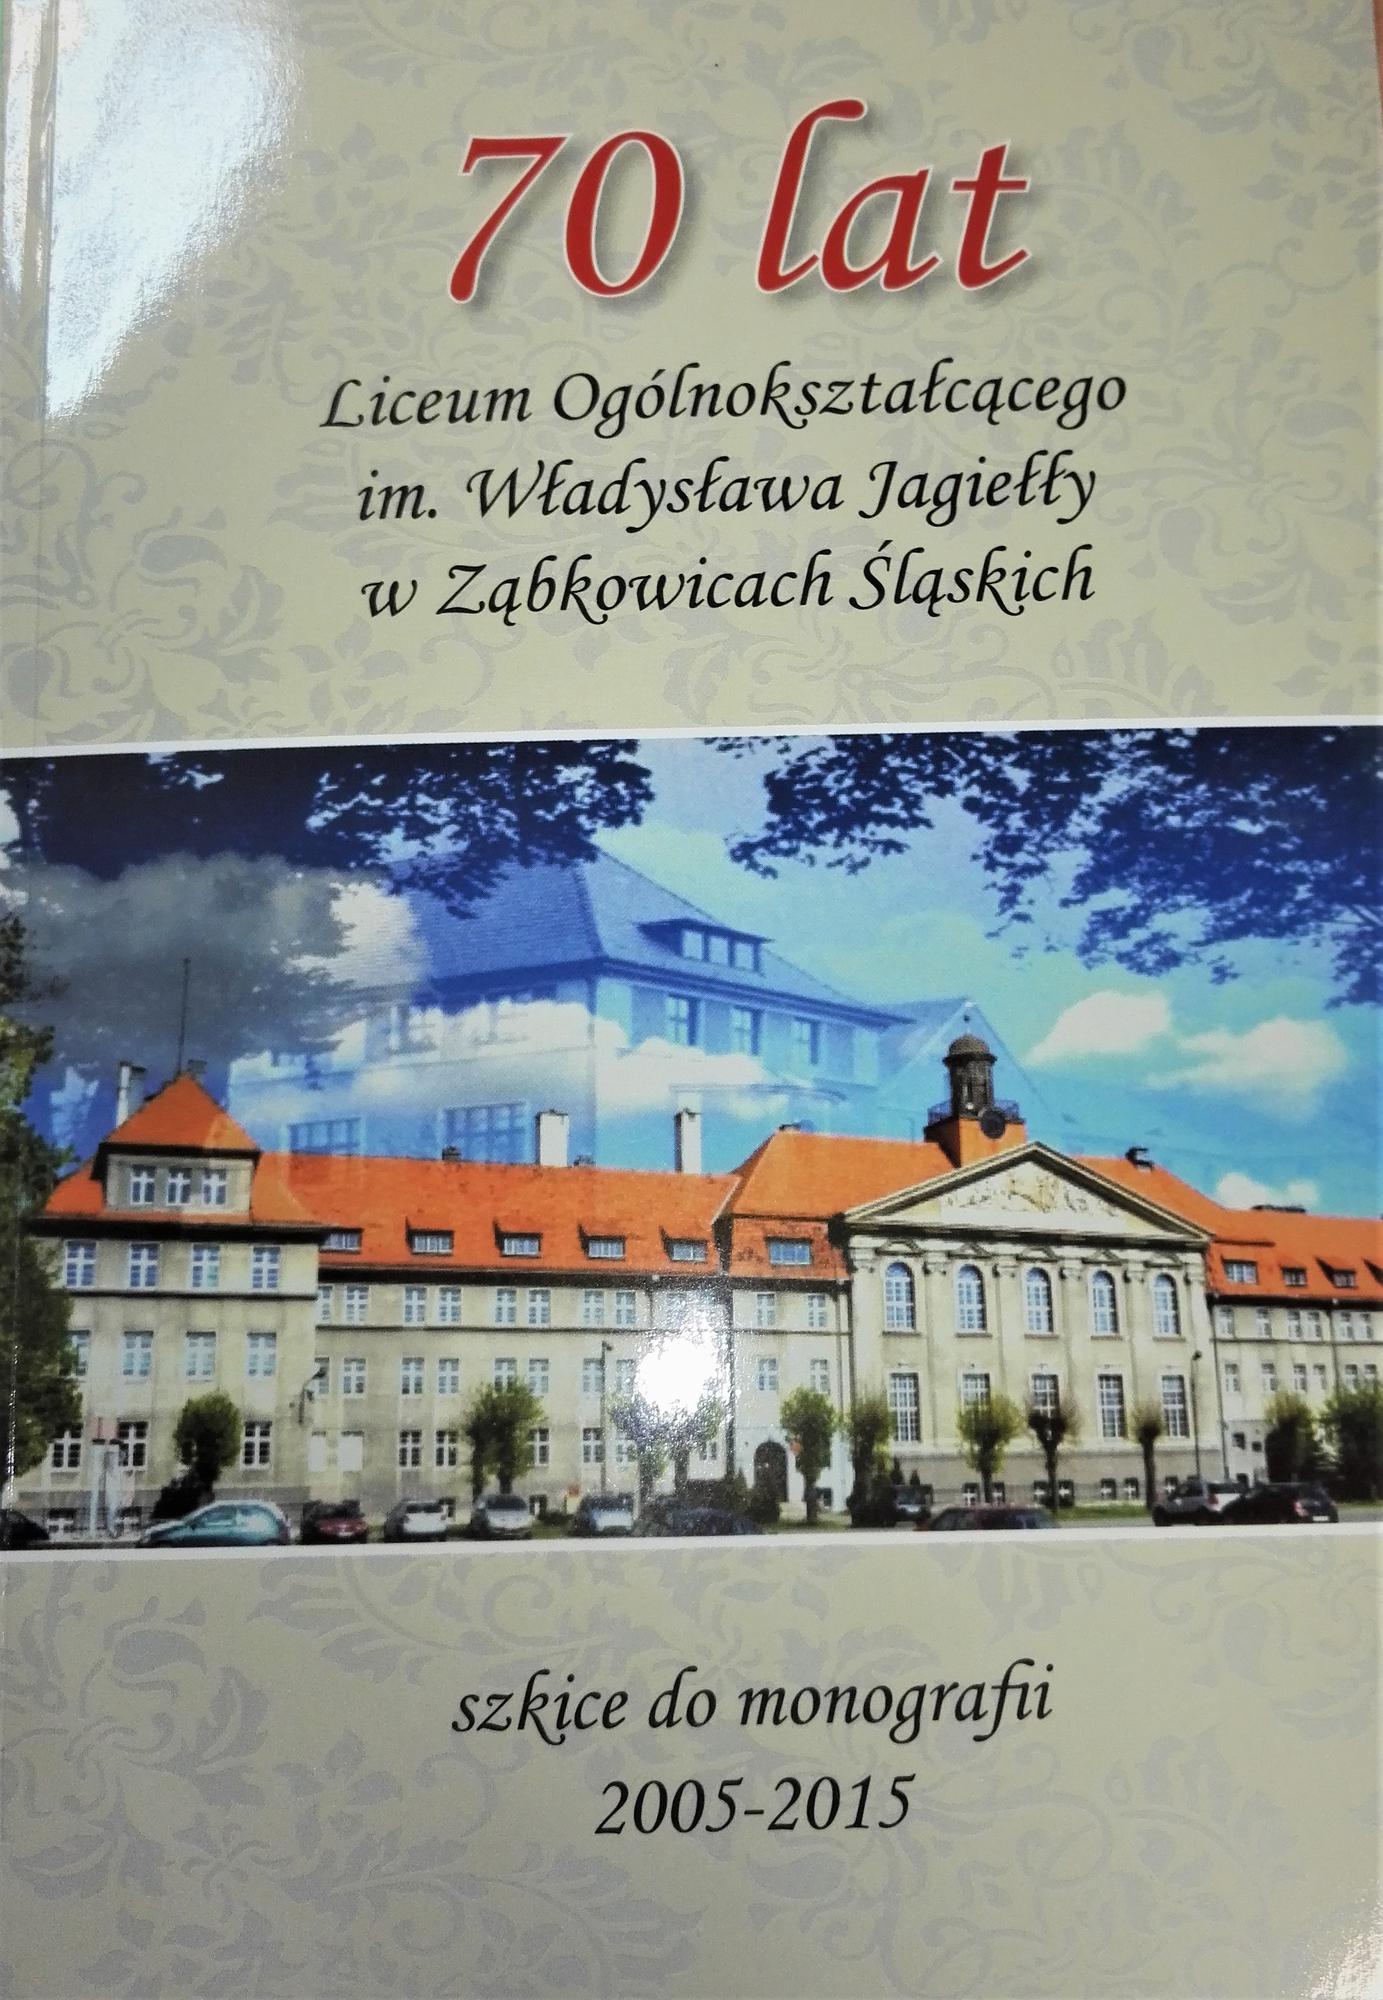 70 lat
Liceum Ogólnokształcącego
im. Władysława Jagiełły
w Ząbkowicach Śląskich
szkice do monografii
2005-2015